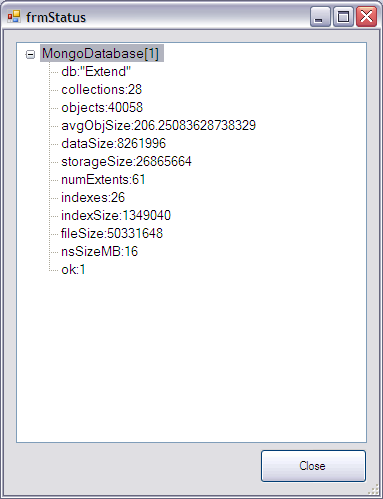 frmStatus
MongoDatabase[1]
db:"Extend"
collections:28
objects:40058
avgObjSize:206.25083628738329
dataSize:8261996
storageSize:26865664
numExtents:61
indexes:26
indexSize:1349040
fileSize:50331648
nsSizeMB:16
ok:1
Close